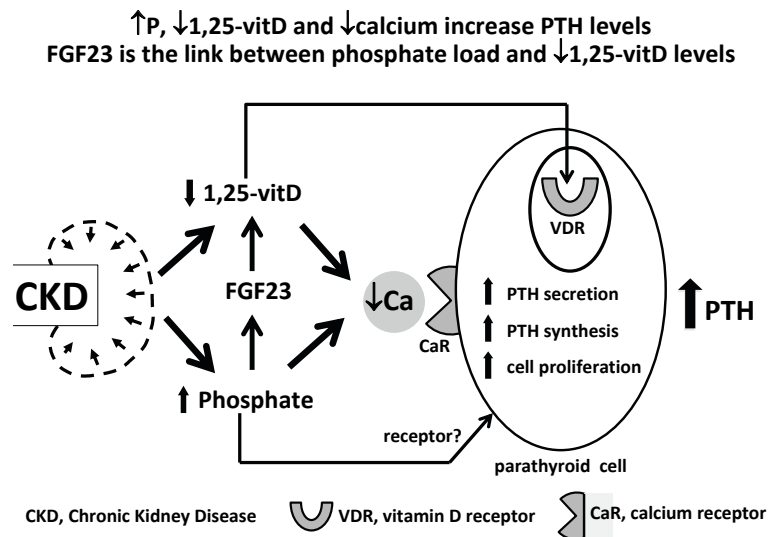 ↑P, ↓1,25-vitD and ↓calcium increase PTH levels
FGF23 is the link between phosphate load and ↓1,25-vitD levels
↓ 1,25-vitD
VDR
CKD
FGF23
↓Ca
CaR
↑ PTH secretion
↑ PTH synthesis
↑ cell proliferation
↑ PTH
↑ Phosphate
receptor?
parathyroid cell
CKD, Chronic Kidney Disease
VDR, vitamin D receptor
CaR, calcium receptor